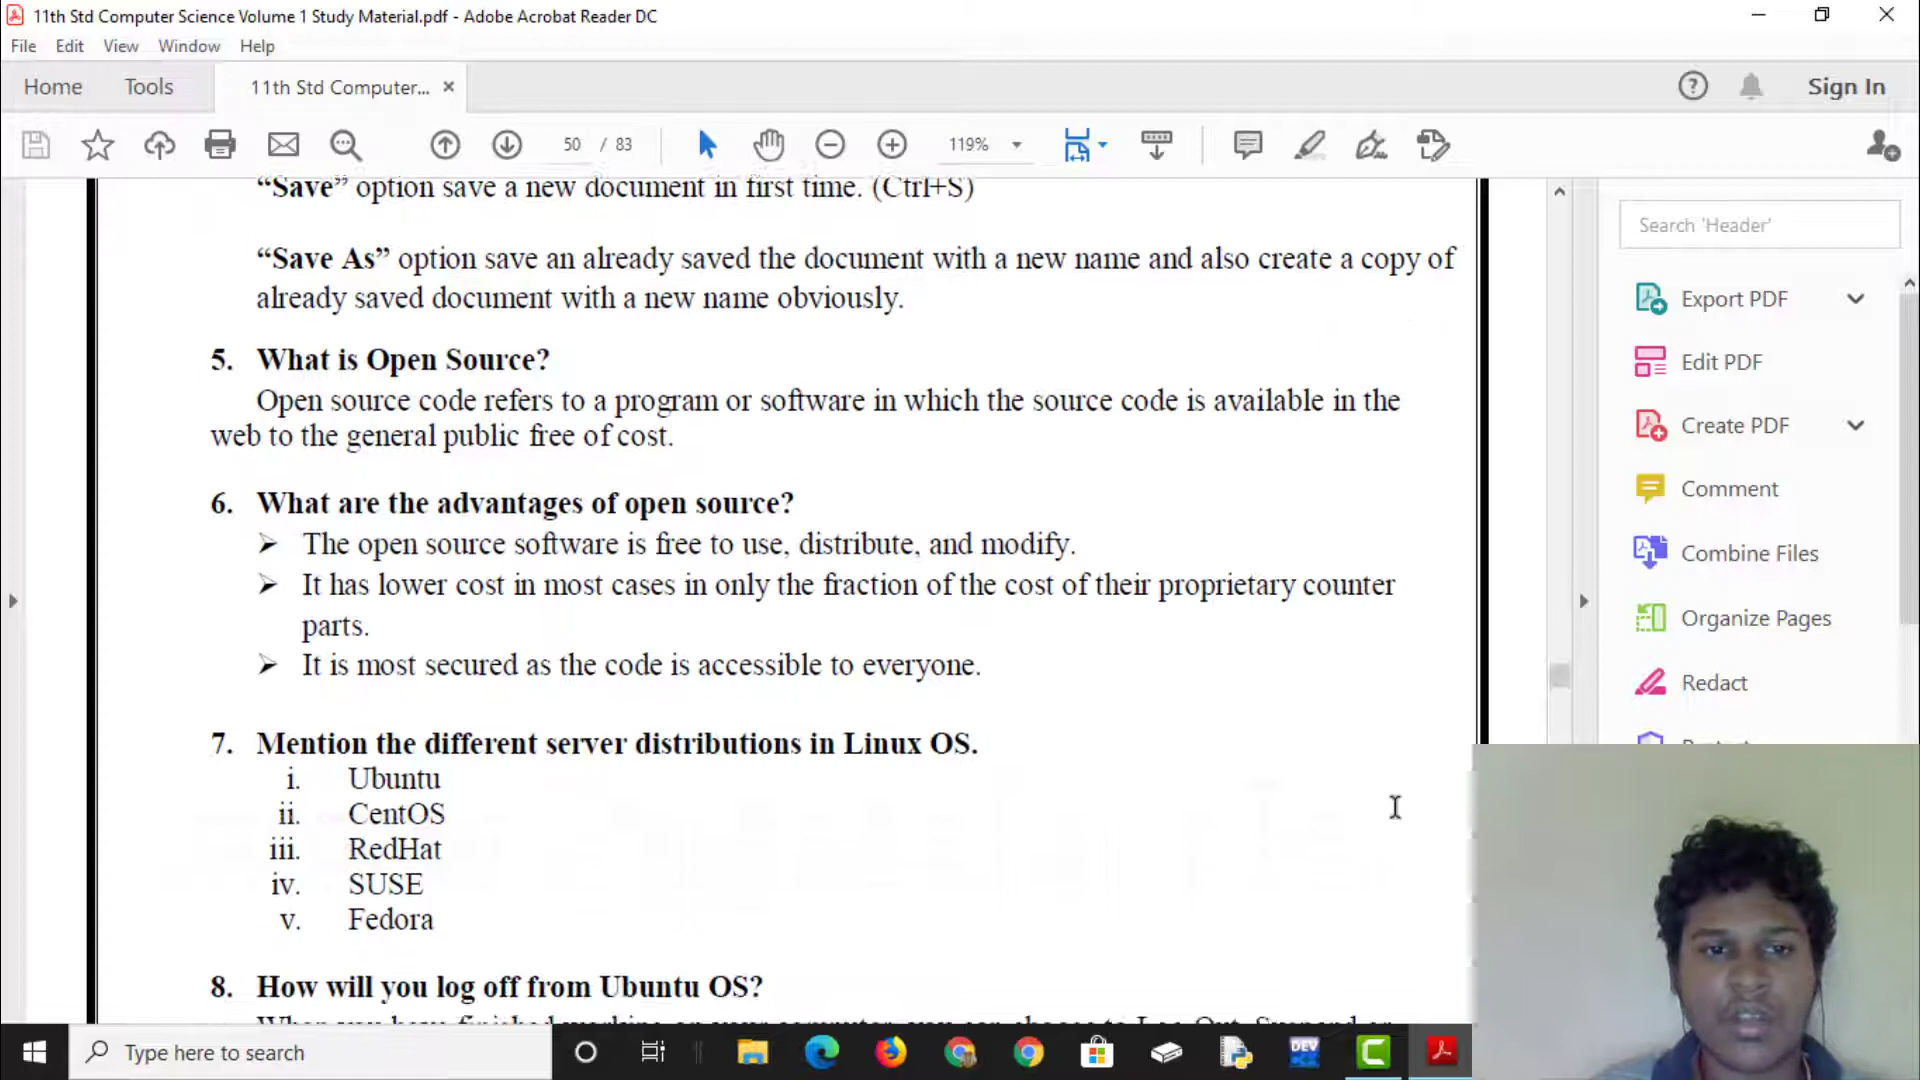 11th Std Computer Science Volume 1 Study Material.pdf - Adobe Acrobat Reader DC
File Edit View Window Help
Home Tools 11th Std Computer... × Sign In
50 / 83 119%
“Save” option save a new document in first time. (Ctrl+S)
“Save As” option save an already saved the document with a new name and also create a copy of
already saved document with a new name obviously.
5. What is Open Source?
Open source code refers to a program or software in which the source code is available in the
web to the general public free of cost.
6. What are the advantages of open source?
➢ The open source software is free to use, distribute, and modify.
➢ It has lower cost in most cases in only the fraction of the cost of their proprietary counter
parts.
➢ It is most secured as the code is accessible to everyone.
7. Mention the different server distributions in Linux OS.
i. Ubuntu
ii. CentOS
iii. RedHat
iv. SUSE
v. Fedora
8. How will you log off from Ubuntu OS?
Search 'Header'
Export PDF
Edit PDF
Create PDF
Comment
Combine Files
Organize Pages
Redact
Type here to search
DEV